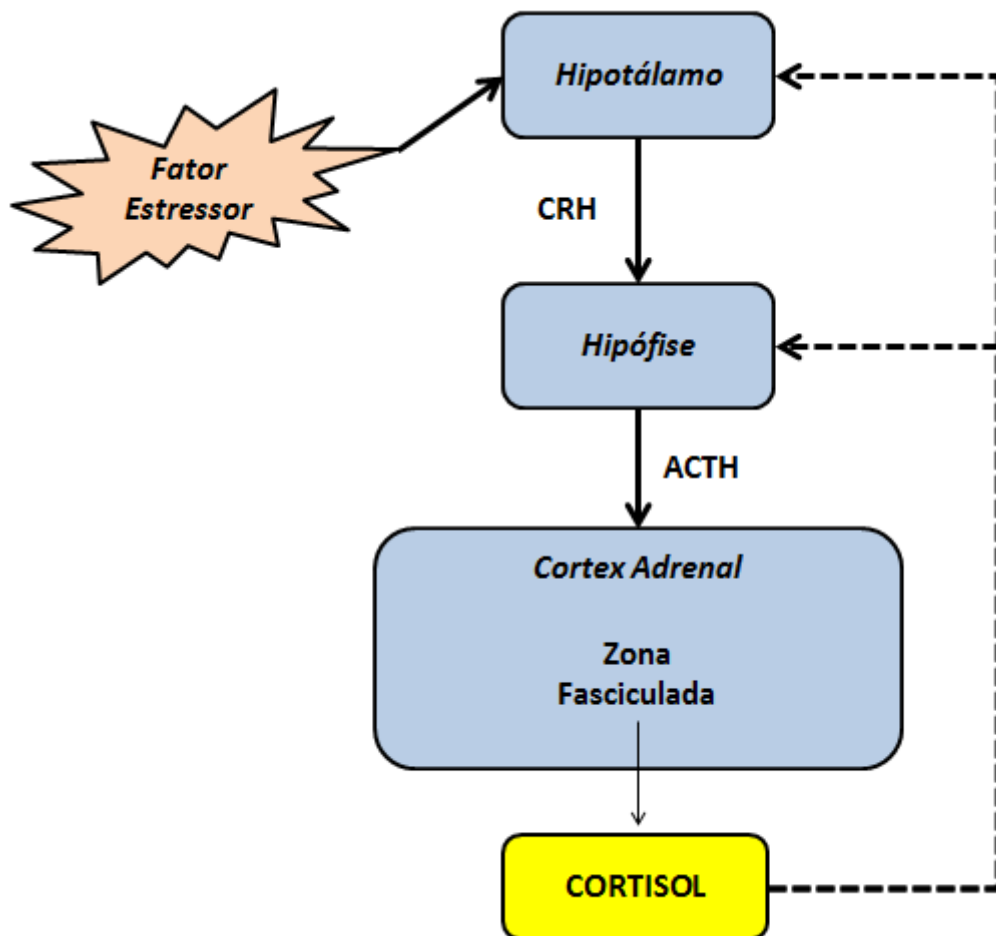 Hipotálamo
Fator
Estressor
CRH
Hipófise
ACTH
Cortex Adrenal
Zona
Fasciculada
CORTISOL